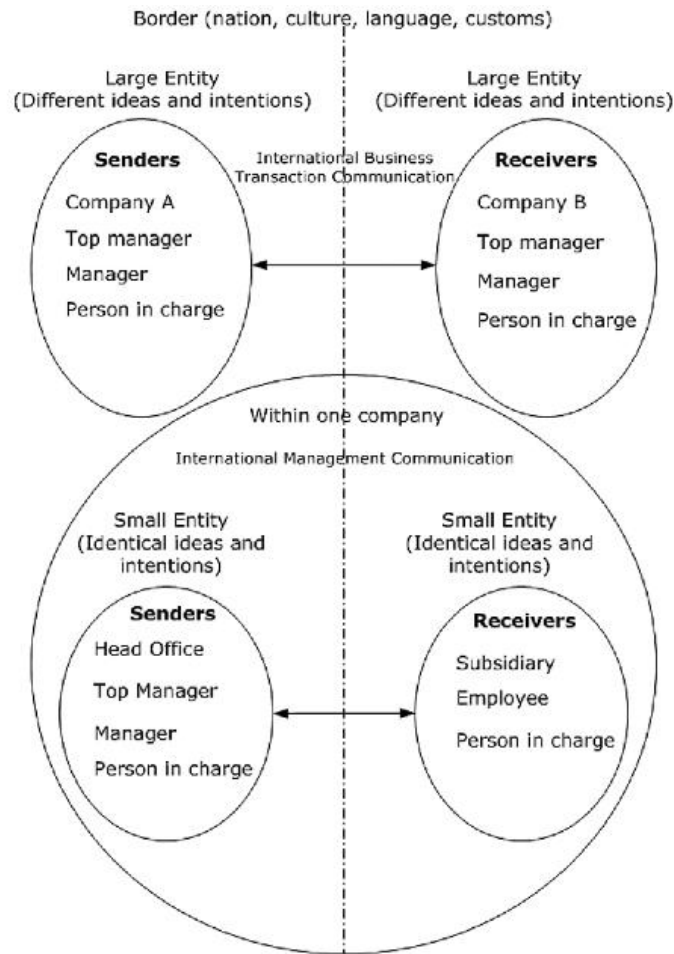 Border (nation, culture, language, customs)
Large Entity
(Different ideas and intentions)
Large Entity
(Different ideas and intentions)
Senders
Company A
Top manager
Manager
Person in charge
International Business
Transaction Communication
Receivers
Company B
Top manager
Manager
Person in charge
Within one company
International Management Communication
Small Entity
(Identical ideas and
intentions)
Small Entity
(Identical ideas and
intentions)
Senders
Head Office
Top Manager
Manager
Person in charge
Receivers
Subsidiary
Employee
Person in charge